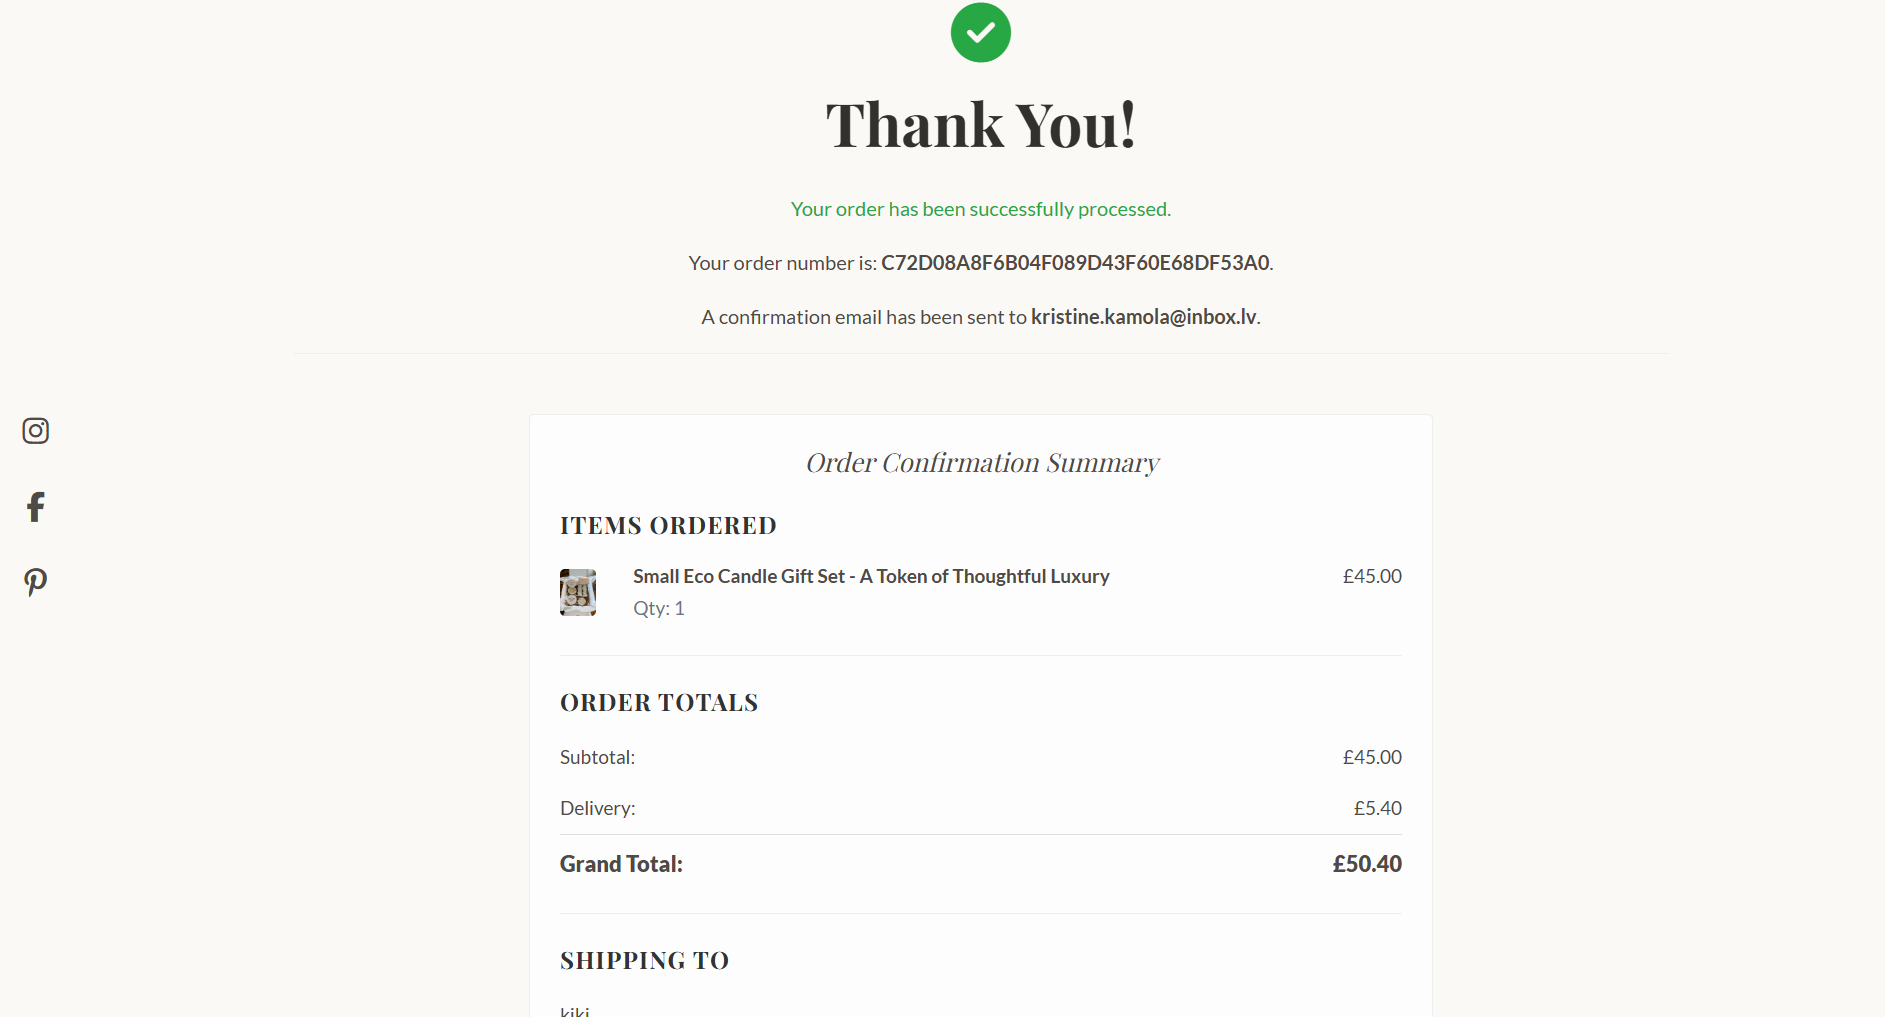 Thank You!
Your order has been successfully processed.
Your order number is: C72D08A8F6B04F089D43F60E68DF53A0.
A confirmation email has been sent to kristine.kamola@inbox.lv.
Order Confirmation Summary
ITEMS ORDERED
Small Eco Candle Gift Set - A Token of Thoughtful Luxury £45.00
Qty: 1
ORDER TOTALS
Subtotal: £45.00
Delivery: £5.40
Grand Total: £50.40
SHIPPING TO
kiki